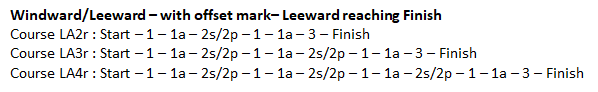 Windward/Leeward – with offset mark– Leeward reaching Finish
Course LA2r : Start – 1 – 1a – 2s/2p – 1 – 1a – 3 – Finish
Course LA3r : Start – 1 – 1a – 2s/2p – 1 – 1a – 2s/2p – 1 – 1a – 3 – Finish
Course LA4r : Start – 1 – 1a – 2s/2p – 1 – 1a – 2s/2p – 1 – 1a – 2s/2p – 1 – 1a – 3 – Finish